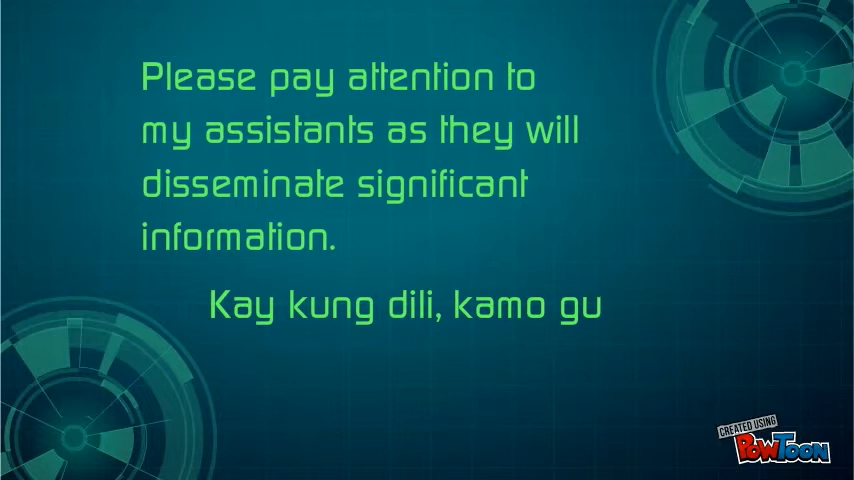 Please pay attention to
my assistants as they will
disseminate significant
information.
Kay kung dili, kamo gu
CREATED USING
POWTOON